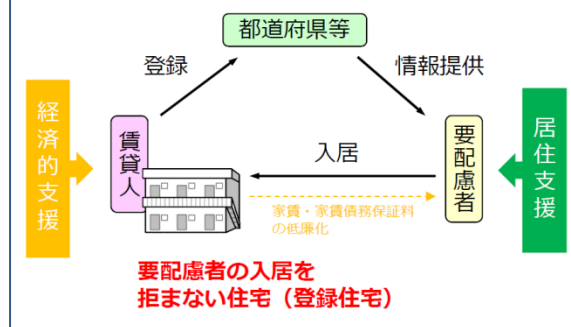 都道府県等
登録
情報提供
経済的支援
賃貸人
入居
要配慮者
居住支援
家賃・家賃債務保証料
の低廉化
要配慮者の入居を
拒まない住宅（登録住宅）